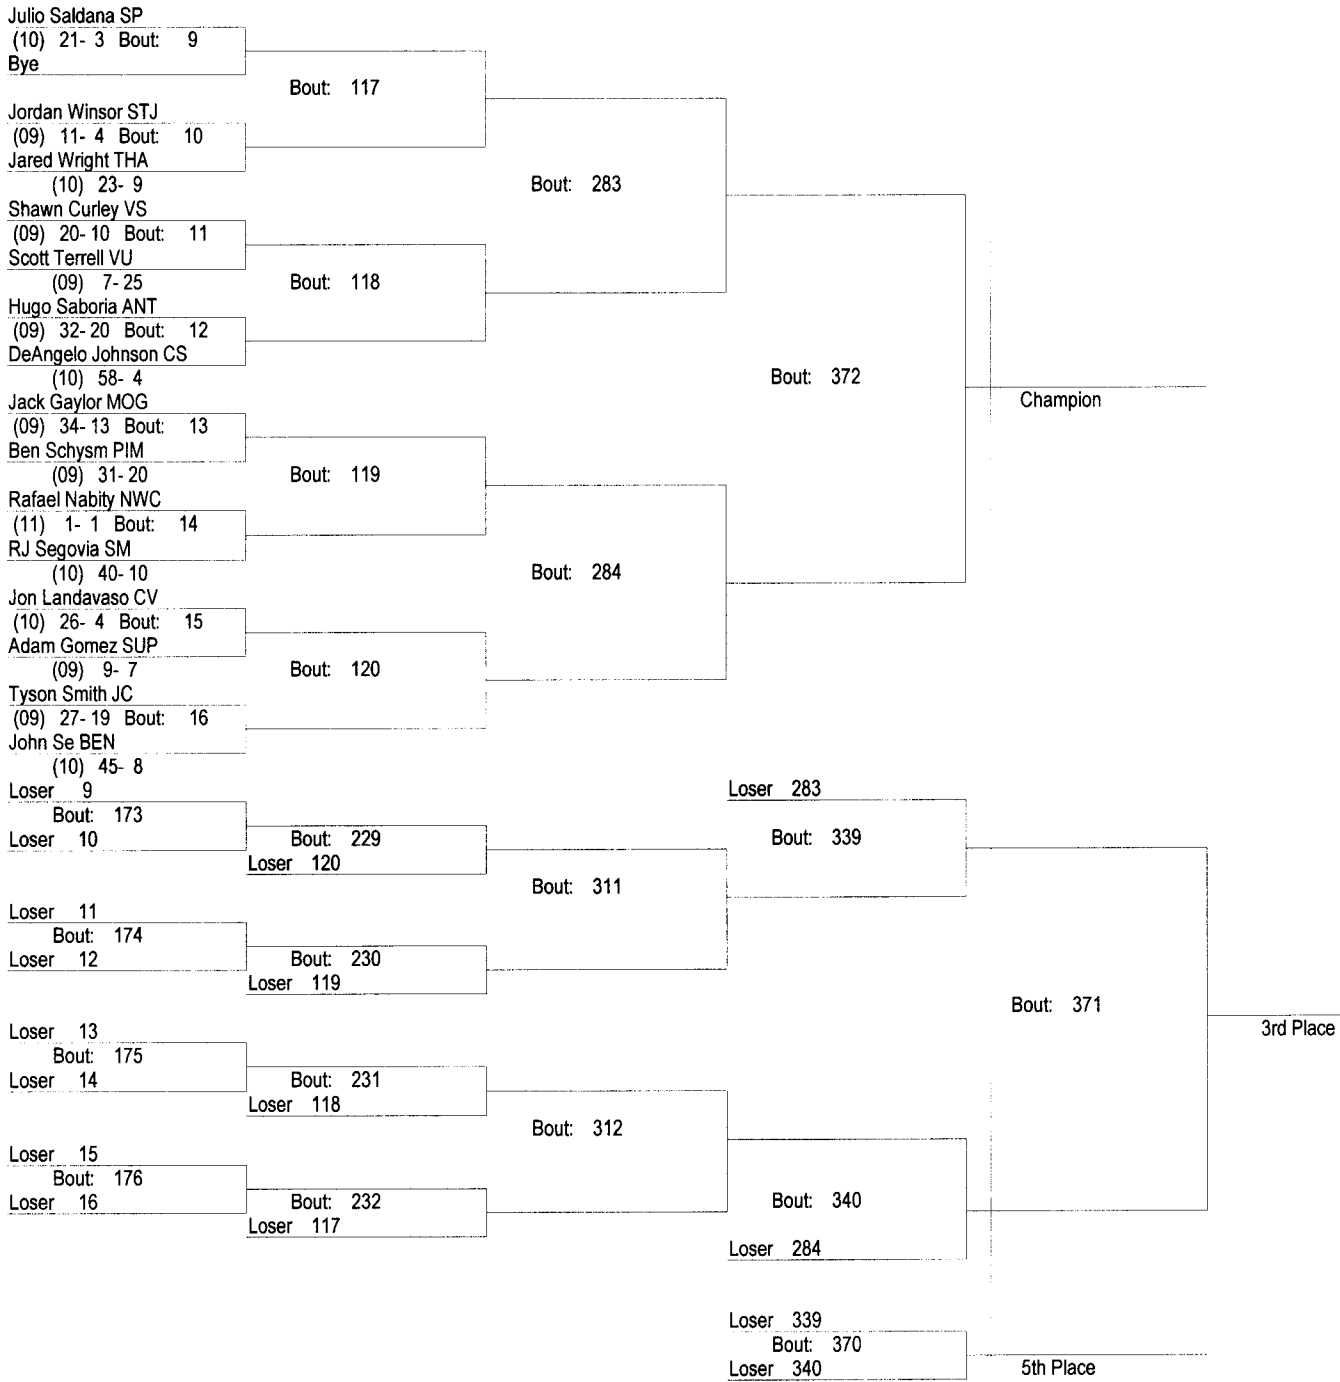 Julio Saldana SP
(10) 21- 3 Bout: 9
Bye
Bout: 117
Jordan Winsor STJ
(09) 11- 4 Bout: 10
Jared Wright THA
(10) 23- 9
Bout: 283
Shawn Curley VS
(09) 20- 10 Bout: 11
Scott Terrell VU
(09) 7- 25
Bout: 118
Hugo Saboria ANT
(09) 32- 20 Bout: 12
DeAngelo Johnson CS
(10) 58- 4
Bout: 372
Champion
Jack Gaylor MOG
(09) 34- 13 Bout: 13
Ben Schysm PIM
(09) 31- 20
Bout: 119
Rafael Nabity NWC
(11) 1- 1 Bout: 14
RJ Segovia SM
(10) 40- 10
Bout: 284
Jon Landavaso CV
(10) 26- 4 Bout: 15
Adam Gomez SUP
(09) 9- 7
Bout: 120
Tyson Smith JC
(09) 27- 19 Bout: 16
John Se BEN
(10) 45- 8
Loser 9
Bout: 173
Loser 10
Bout: 229
Loser 120
Loser 283
Bout: 339
Bout: 311
Loser 11
Bout: 174
Loser 12
Bout: 230
Loser 119
Bout: 371
3rd Place
Loser 13
Bout: 175
Loser 14
Bout: 231
Loser 118
Bout: 312
Loser 15
Bout: 176
Loser 16
Bout: 232
Loser 117
Bout: 340
Loser 284
Loser 339
Bout: 370
Loser 340
5th Place